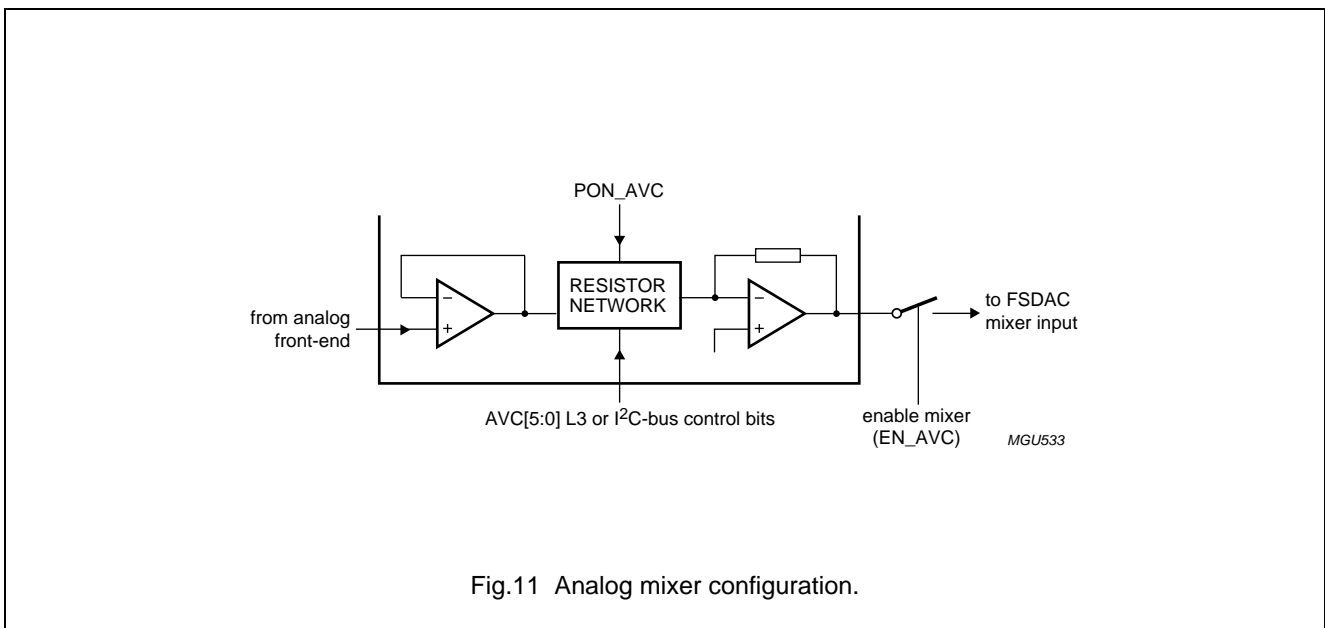 PON_AVC
RESISTOR
NETWORK
−
+
−
+
from analog
front-end
to FSDAC
mixer input
AVC[5:0] L3 or I²C-bus control bits
enable mixer
(EN_AVC)
MGU533
Fig.11 Analog mixer configuration.